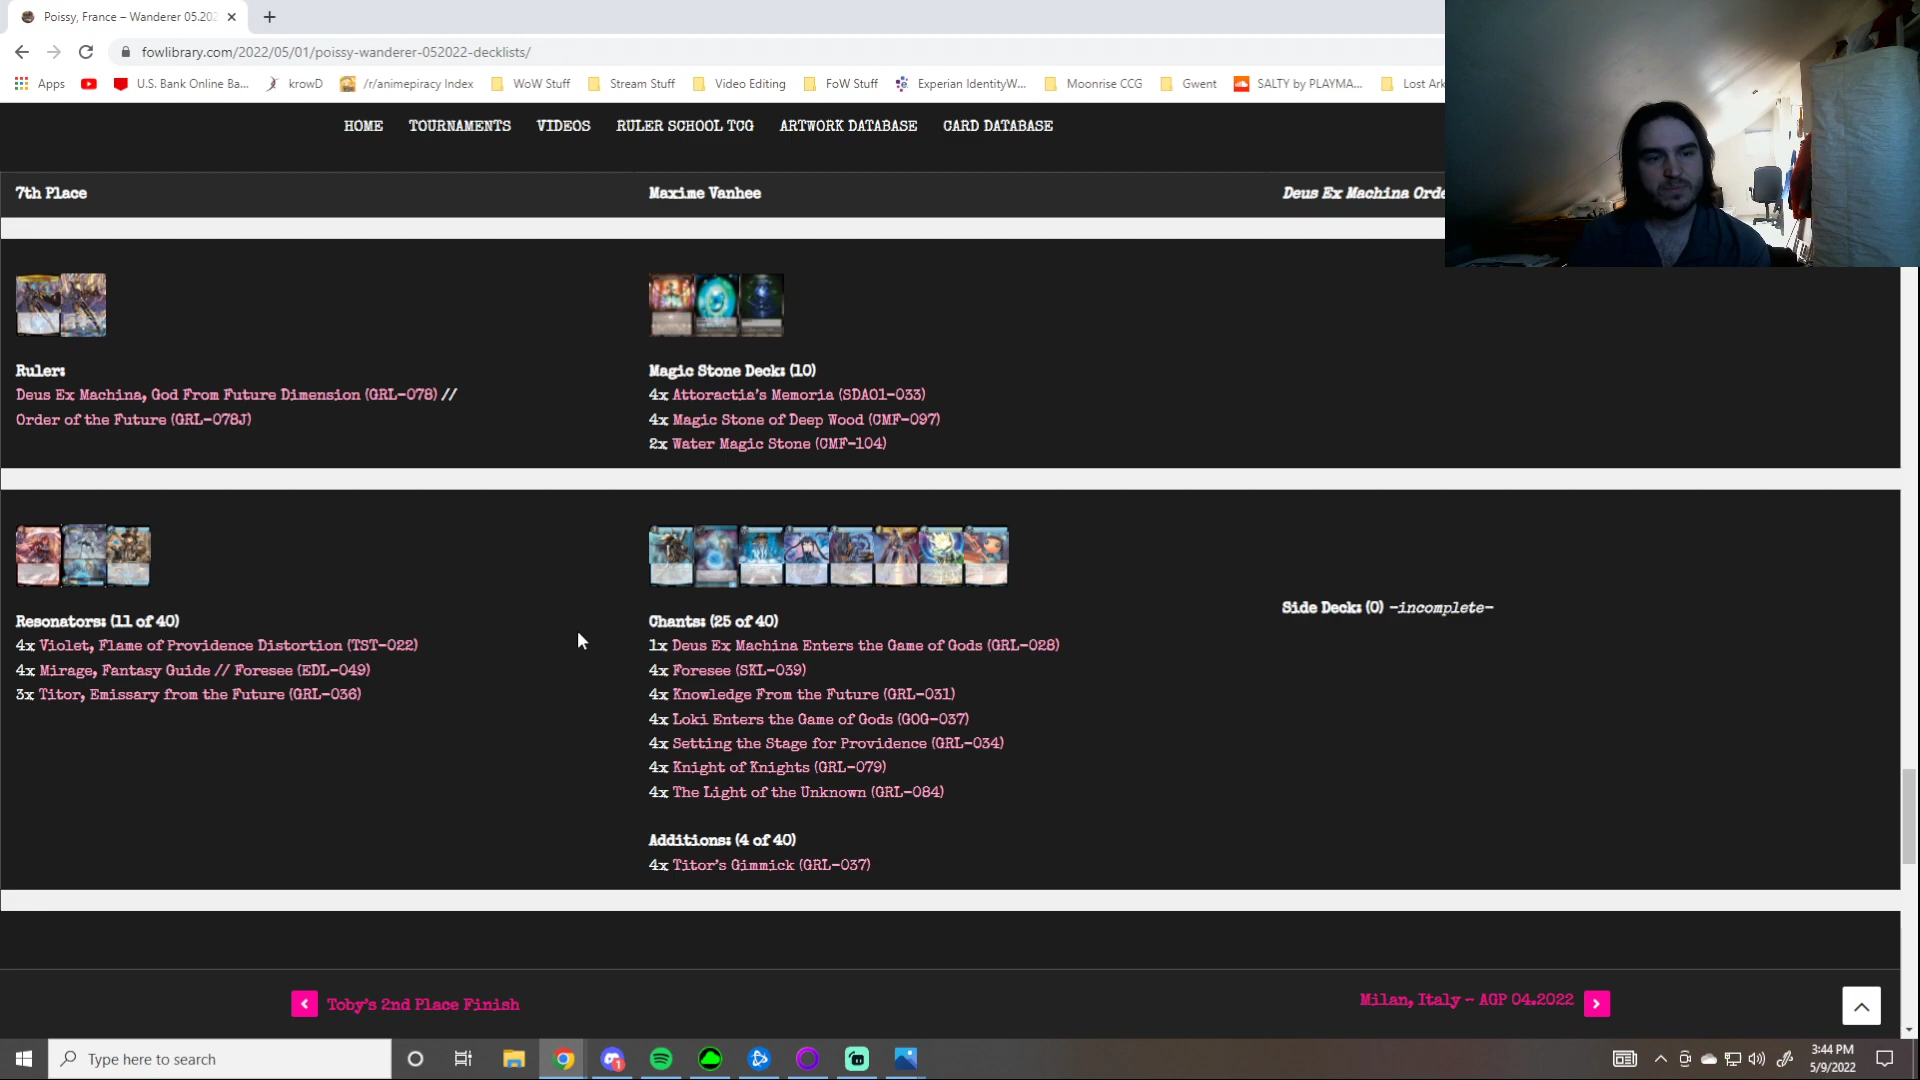 Poissy, France – Wanderer 05.202
fowlibrary.com/2022/05/01/poissy-wanderer-052022-decklists/
Apps
U.S. Bank Online Ba...
krowD
/r/animepiracy Index
WoW Stuff
Stream Stuff
Video Editing
FoW Stuff
Experian IdentityW...
Moonrise CCG
Gwent
SALTY by PLAYMA...
Lost Ark
HOME TOURNAMENTS VIDEOS RULER SCHOOL TCG ARTWORK DATABASE CARD DATABASE
7th Place
Maxime Vanhee
Deus Ex Machina Orde
Ruler:
Deus Ex Machina, God From Future Dimension (GRL-078) //
Order of the Future (GRL-078J)
Magic Stone Deck: (10)
4x Attoractia's Memoria (SDAO1-033)
4x Magic Stone of Deep Wood (CMF-097)
2x Water Magic Stone (CMF-104)
Resonators: (11 of 40)
4x Violet, Flame of Providence Distortion (TST-022)
4x Mirage, Fantasy Guide // Foresee (EDL-049)
3x Titor, Emissary from the Future (GRL-036)
Chants: (25 of 40)
1x Deus Ex Machina Enters the Game of Gods (GRL-028)
4x Foresee (SKL-039)
4x Knowledge From the Future (GRL-031)
4x Loki Enters the Game of Gods (GOG-037)
4x Setting the Stage for Providence (GRL-034)
4x Knight of Knights (GRL-079)
4x The Light of the Unknown (GRL-084)
Additions: (4 of 40)
4x Titor's Gimmick (GRL-037)
Side Deck: (0) -incomplete-
Toby's 2nd Place Finish
Milan, Italy – AGP 04.2022
Type here to search
1
3:44 PM
5/9/2022